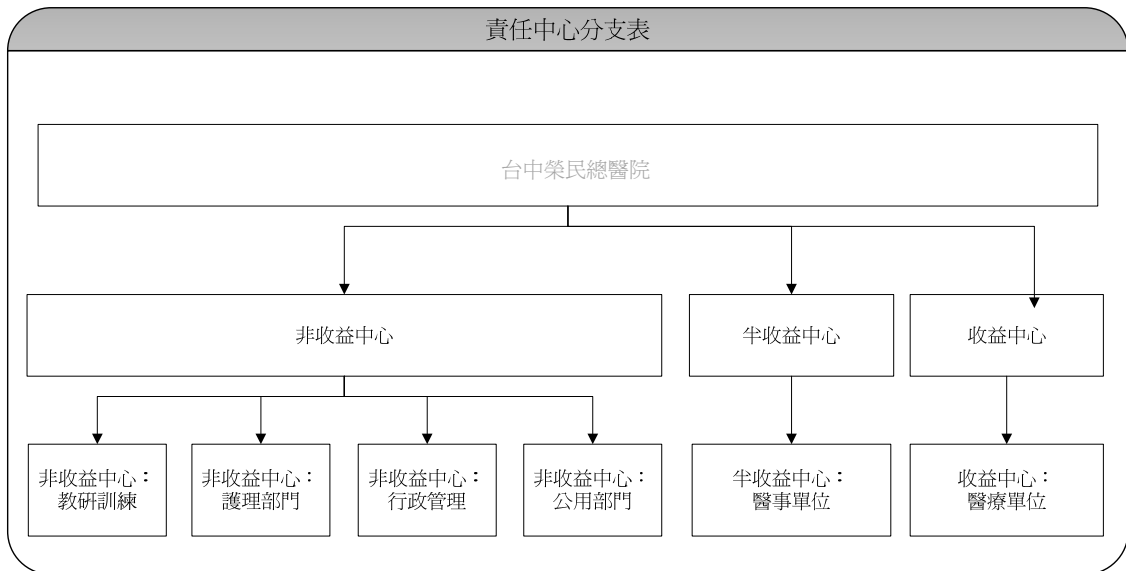 責任中心分支表
台中榮民總醫院
非收益中心
半收益中心
收益中心
非收益中心：
教研訓練
非收益中心：
護理部門
非收益中心：
行政管理
非收益中心：
公用部門
半收益中心：
醫事單位
收益中心：
醫療單位